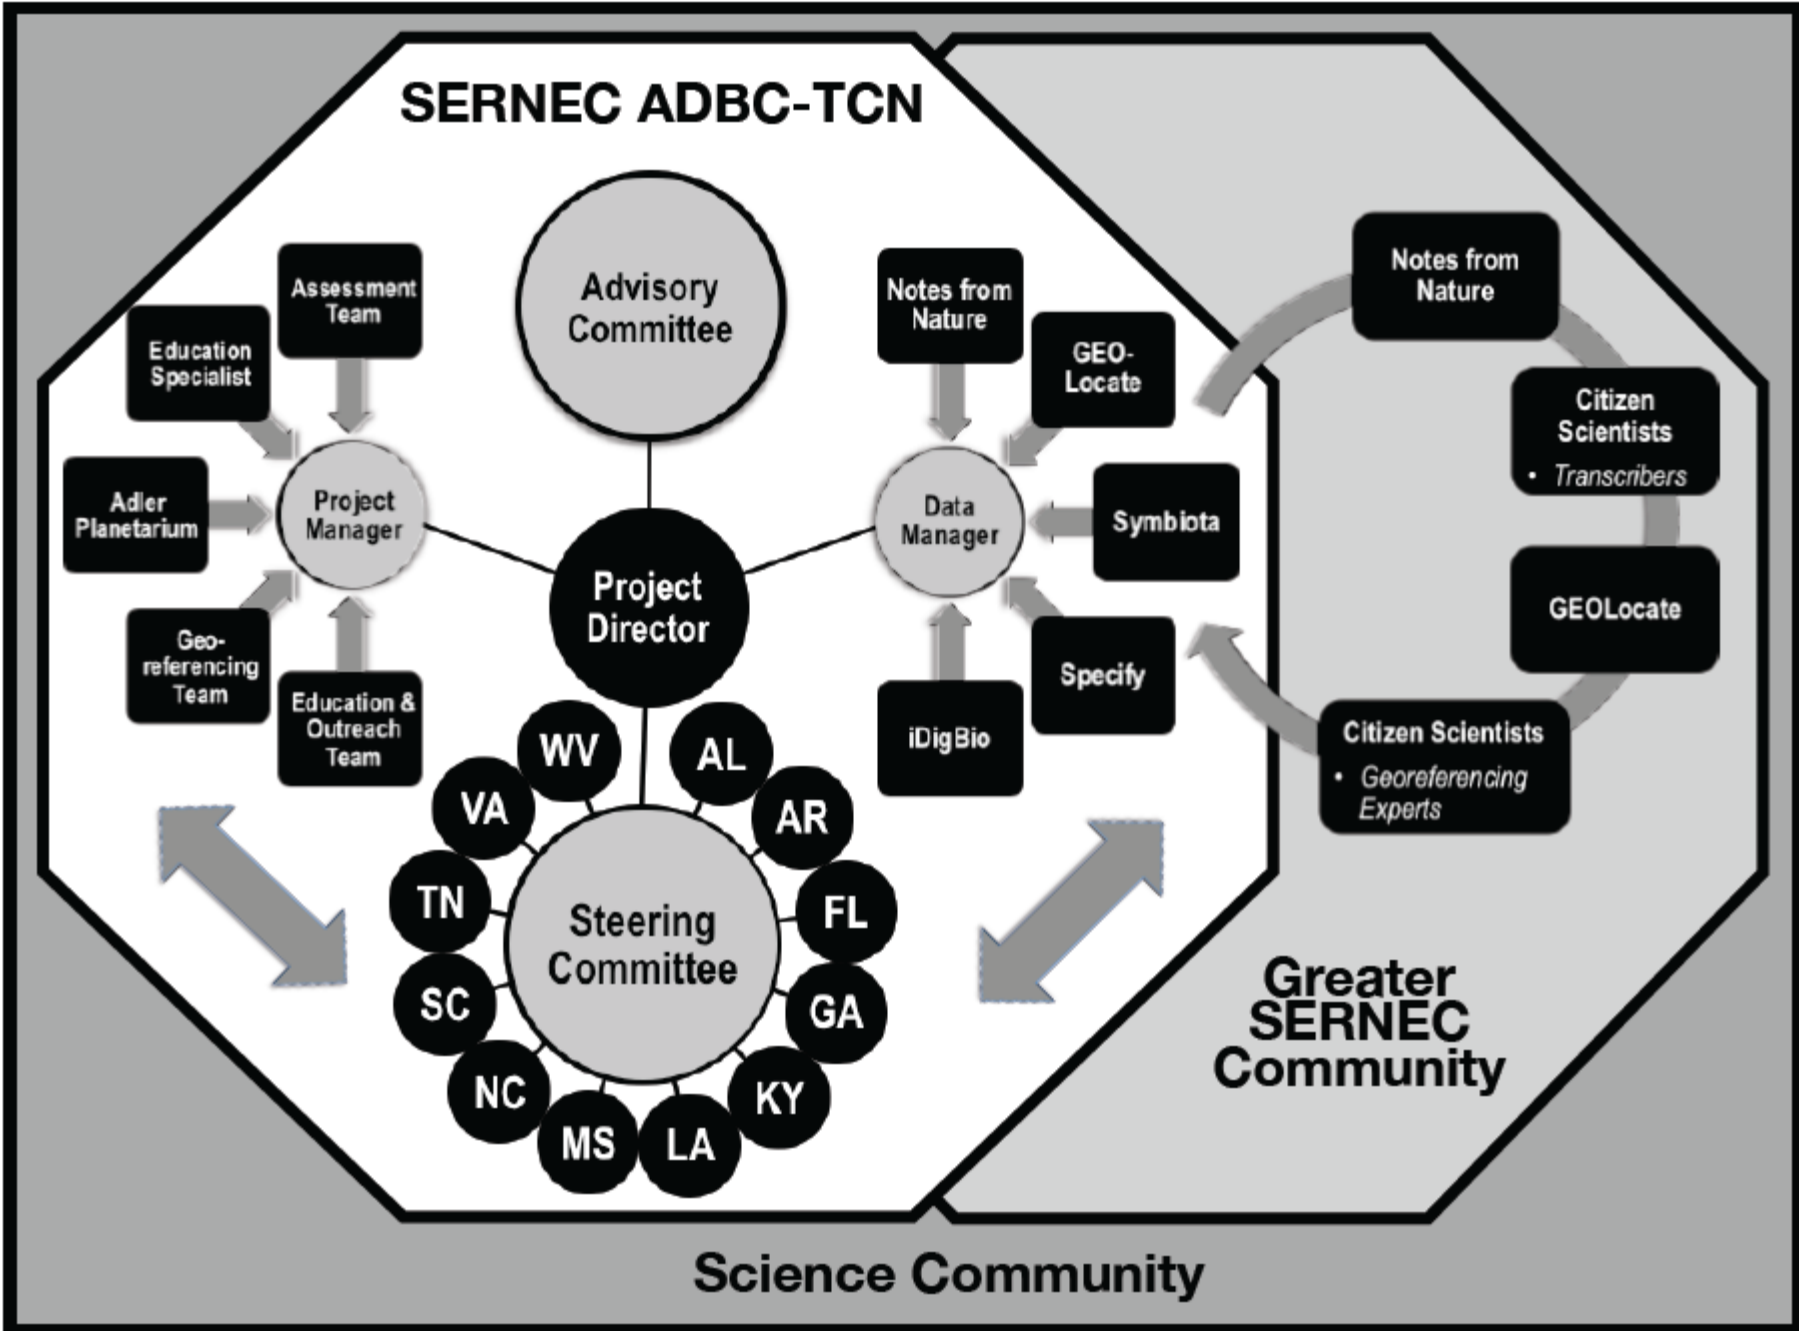 SERNEC ADBC-TCN
Advisory
Committee
Assessment
Team
Education
Specialist
Adler
Planetarium
Geo-
referencing
Team
Education &
Outreach
Team
Project
Manager
Project
Director
Notes from
Nature
GEO-
Locate
Symbiota
Specify
iDigBio
Data
Manager
WV
AL
VA
AR
TN
FL
SC
GA
NC
KY
MS
LA
Steering
Committee
Notes from
Nature
Citizen
Scientists
• Transcribers
GEOLocate
Citizen Scientists
• Georeferencing
Experts
Greater
SERNEC
Community
Science Community